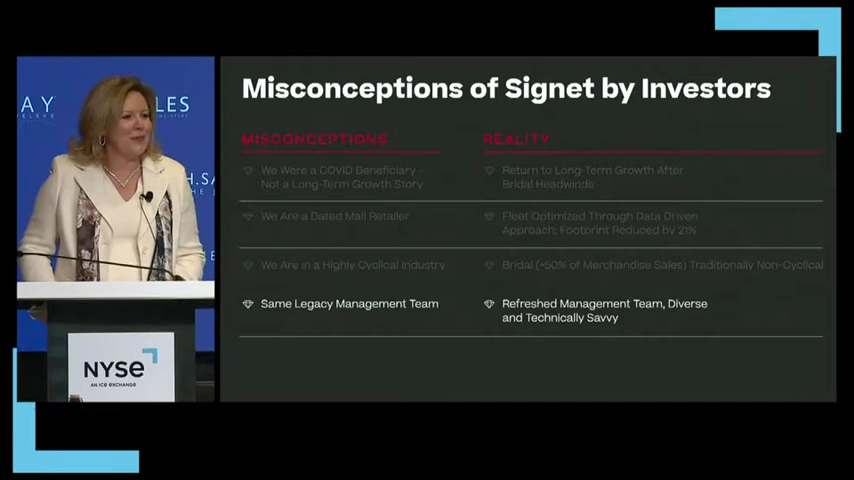 Misconceptions of Signet by Investors
MISCONCEPTIONS
REALITY
We Were a COVID Beneficiary -
Not a Long-Term Growth Story
Return to Long-Term Growth After
Bridal Headwinds
We Are a Dated Mall Retailer
Fleet Optimized Through Data Driven
Approach; Footprint Reduced by 21%
We Are in a Highly Cyclical Industry
Bridal (~50% of Merchandise Sales) Traditionally Non-Cyclical
Same Legacy Management Team
Refreshed Management Team, Diverse
and Technically Savvy
AY
LES
NYSE
AN ICE EXCHANGE